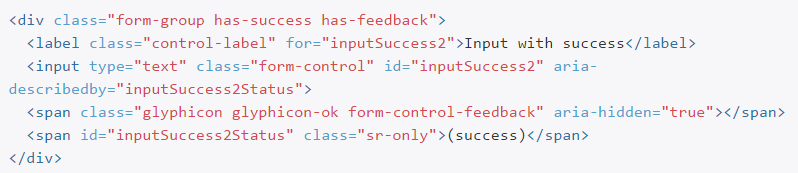 <div class="form-group has-success has-feedback">
  <label class="control-label" for="inputSuccess2">Input with success</label>
  <input type="text" class="form-control" id="inputSuccess2" aria-
describedby="inputSuccess2Status">
  <span class="glyphicon glyphicon-ok form-control-feedback" aria-hidden="true"></span>
  <span id="inputSuccess2Status" class="sr-only">(success)</span>
</div>